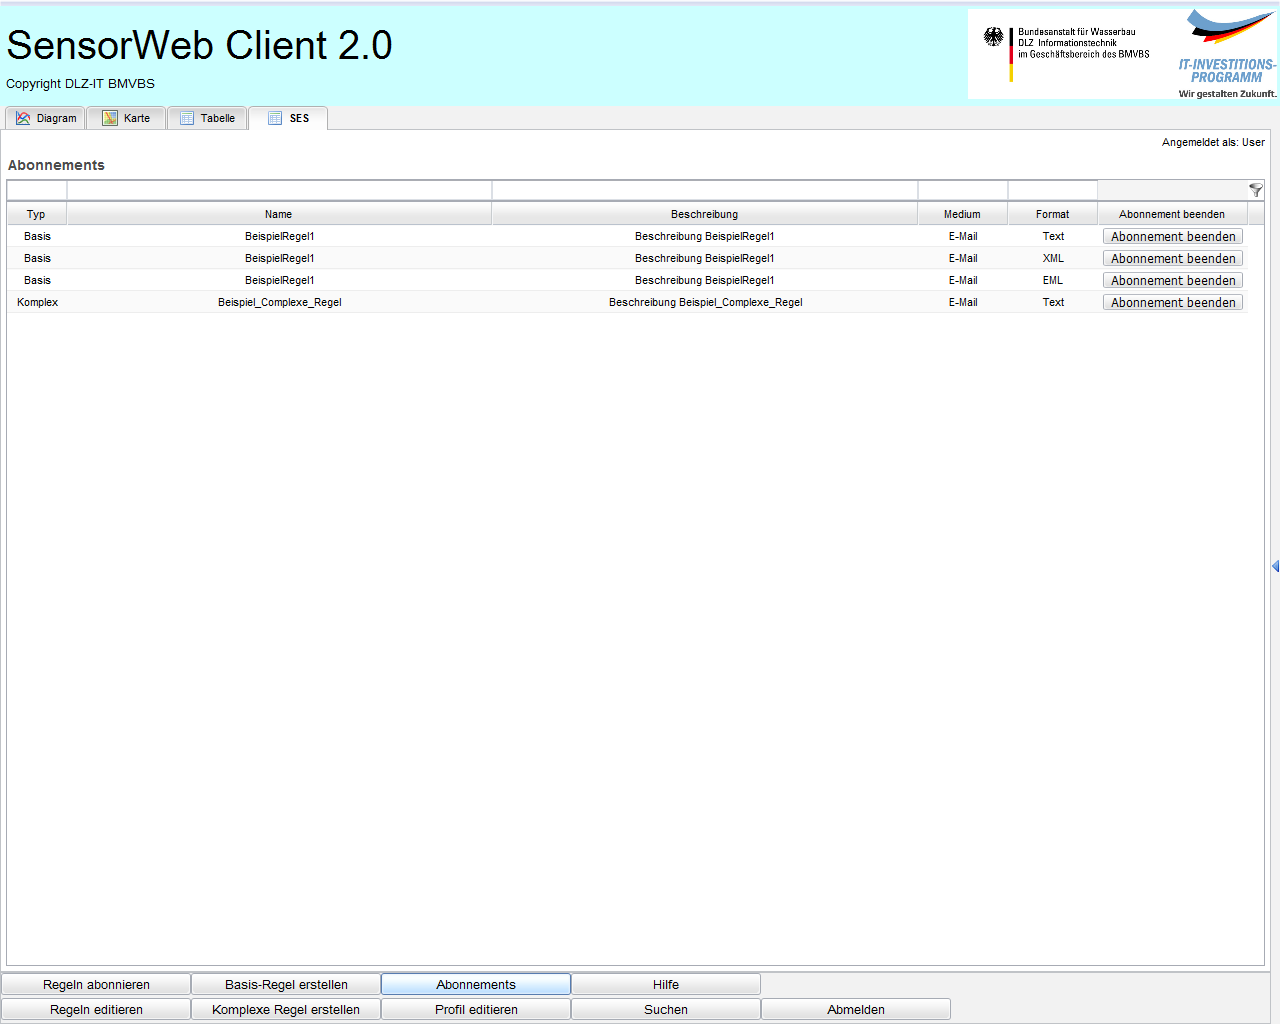 SensorWeb Client 2.0
Copyright DLZ-IT BMVBS
Bundesanstalt für Wasserbau
DLZ Informationstechnik
im Geschäftsbereich des BMVBS
IT-INVESTITIONS-
PROGRAMM
Wir gestalten Zukunft.
Diagram Karte Tabelle SES
Angemeldet als: User
Abonnements
Typ Name Beschreibung Medium Format Abonnement beenden
Basis BeispielRegel1 Beschreibung BeispielRegel1 E-Mail Text Abonnement beenden
Basis BeispielRegel1 Beschreibung BeispielRegel1 E-Mail XML Abonnement beenden
Basis BeispielRegel1 Beschreibung BeispielRegel1 E-Mail EML Abonnement beenden
Komplex Beispiel_Complexe_Regel Beschreibung Beispiel_Complexe_Regel E-Mail Text Abonnement beenden
Regeln abonnieren Basis-Regel erstellen Abonnements Hilfe
Regeln editieren Komplexe Regel erstellen Profil editieren Suchen Abmelden